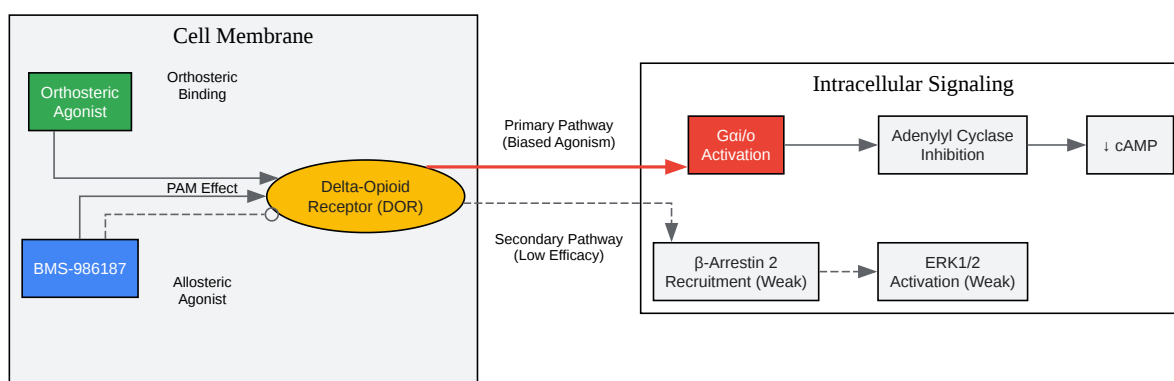 Cell Membrane
Orthosteric
Agonist
Orthosteric
Binding
PAM Effect
Delta-Opioid
Receptor (DOR)
BMS-986187
Allosteric
Agonist
Primary Pathway
(Biased Agonism)
Secondary Pathway
(Low Efficacy)
Intracellular Signaling
Gαi/o
Activation
Adenylyl Cyclase
Inhibition
↓ cAMP
β-Arrestin 2
Recruitment (Weak)
ERK1/2
Activation (Weak)